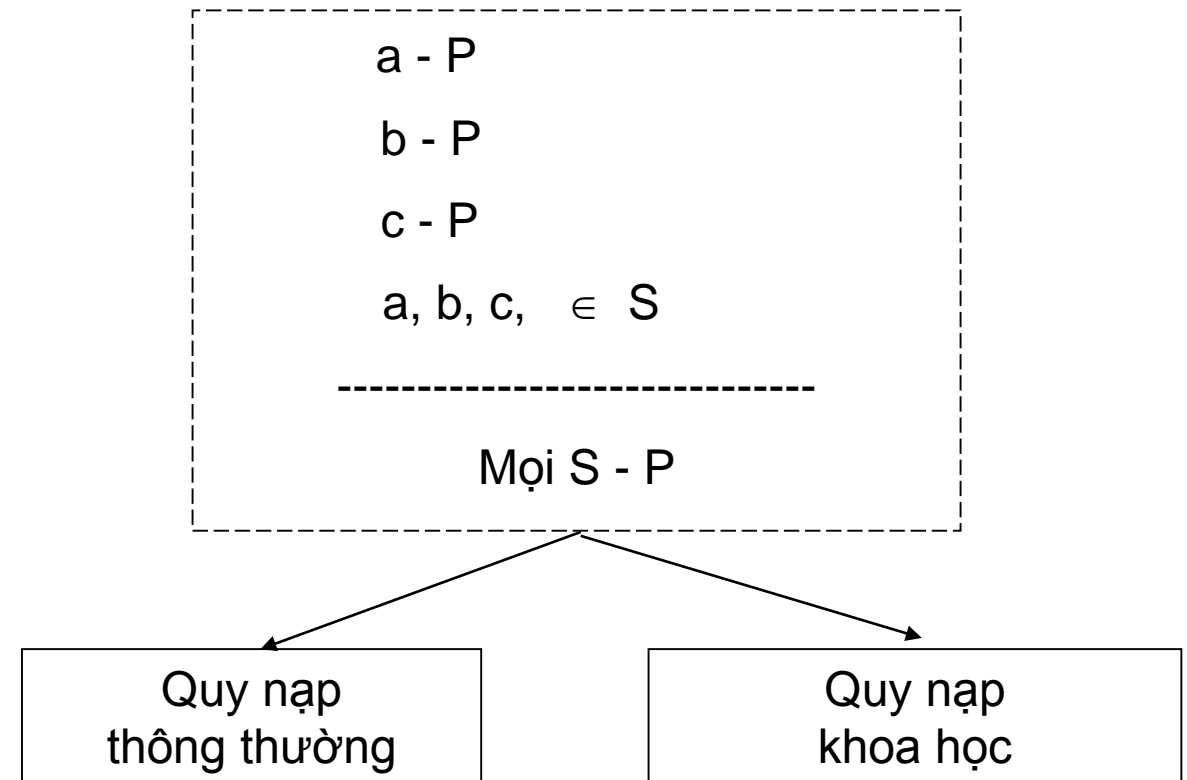 a - P
b - P
c - P
a, b, c, ∈ S
------------------------------
Mọi S - P
Quy nạp
thông thường
Quy nạp
khoa học